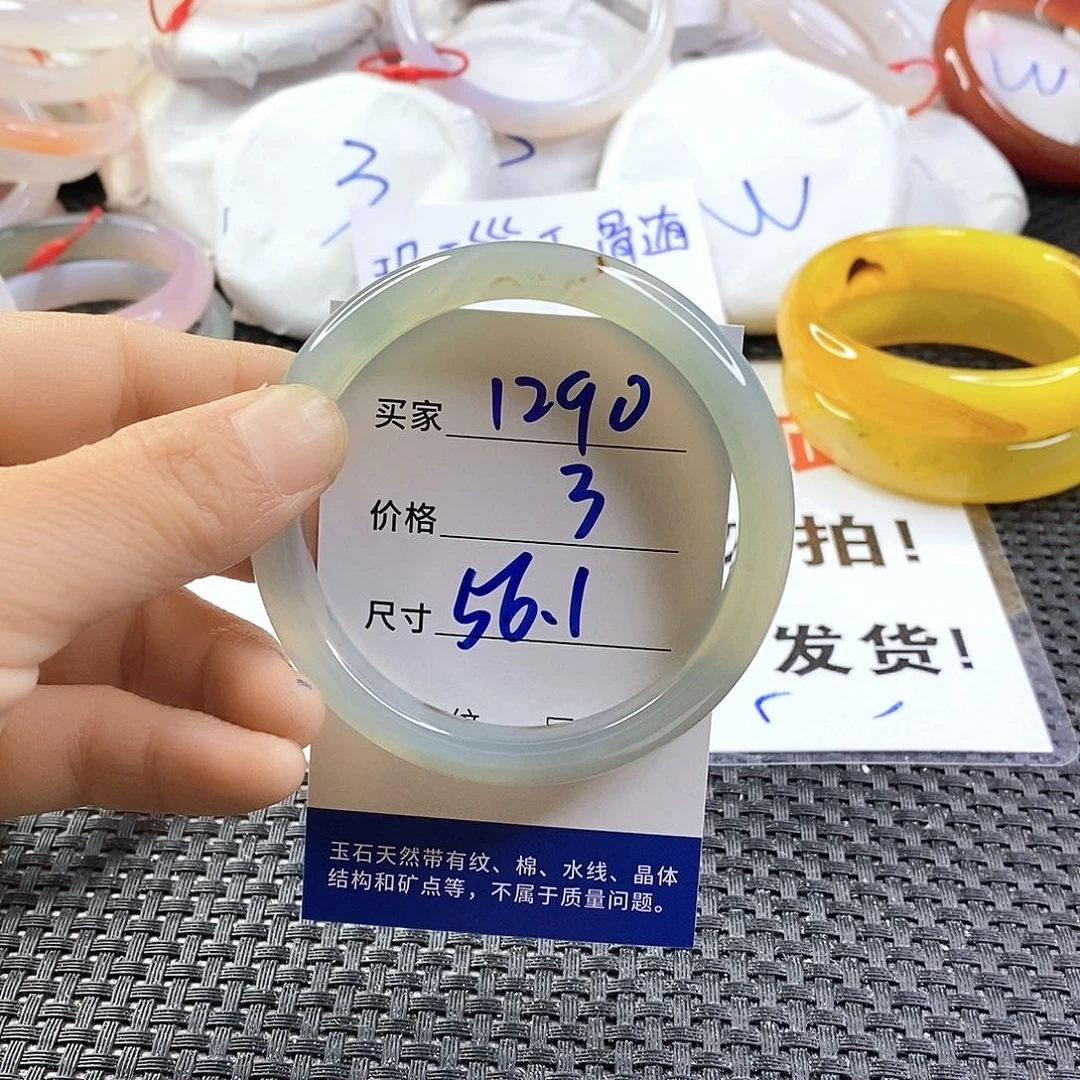 3
W
W
买家 1290
价格 3
尺寸 56.1
拍!
发货!
玉石天然带有纹、棉、水线、晶体
结构和矿点等，不属于质量问题。